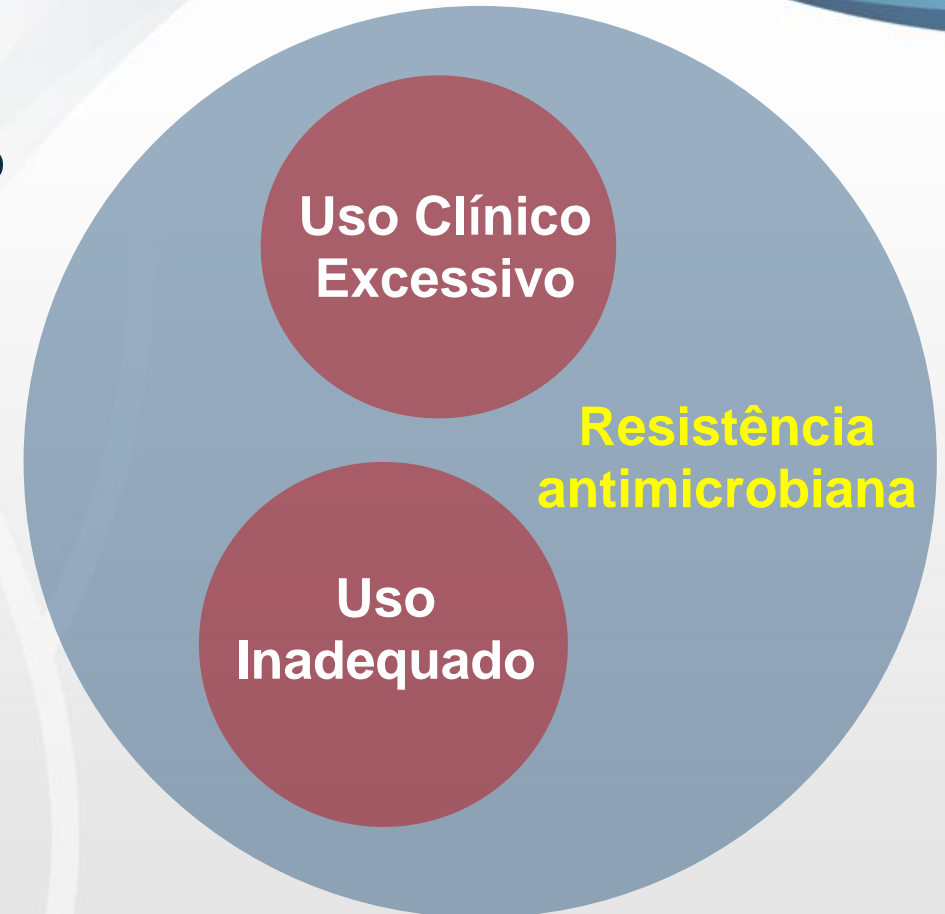 Uso Clínico
Excessivo
Resistência
antimicrobiana
Uso
Inadequado